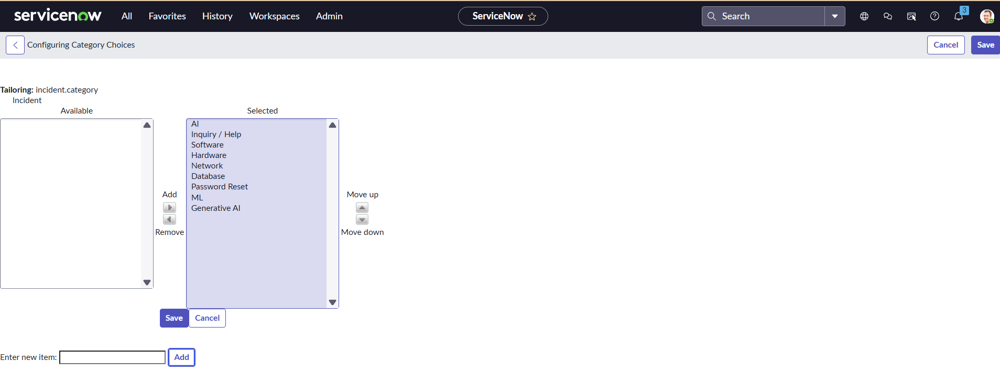 servicenow All Favorites History Workspaces Admin ServiceNow Search 3
Configuring Category Choices Cancel Save
Tailoring: incident.category
Incident
Available Selected
AI
Inquiry / Help
Software
Hardware
Network
Database
Password Reset
ML
Generative AI
Add
Remove
Move up
Move down
Save Cancel
Enter new item: Add